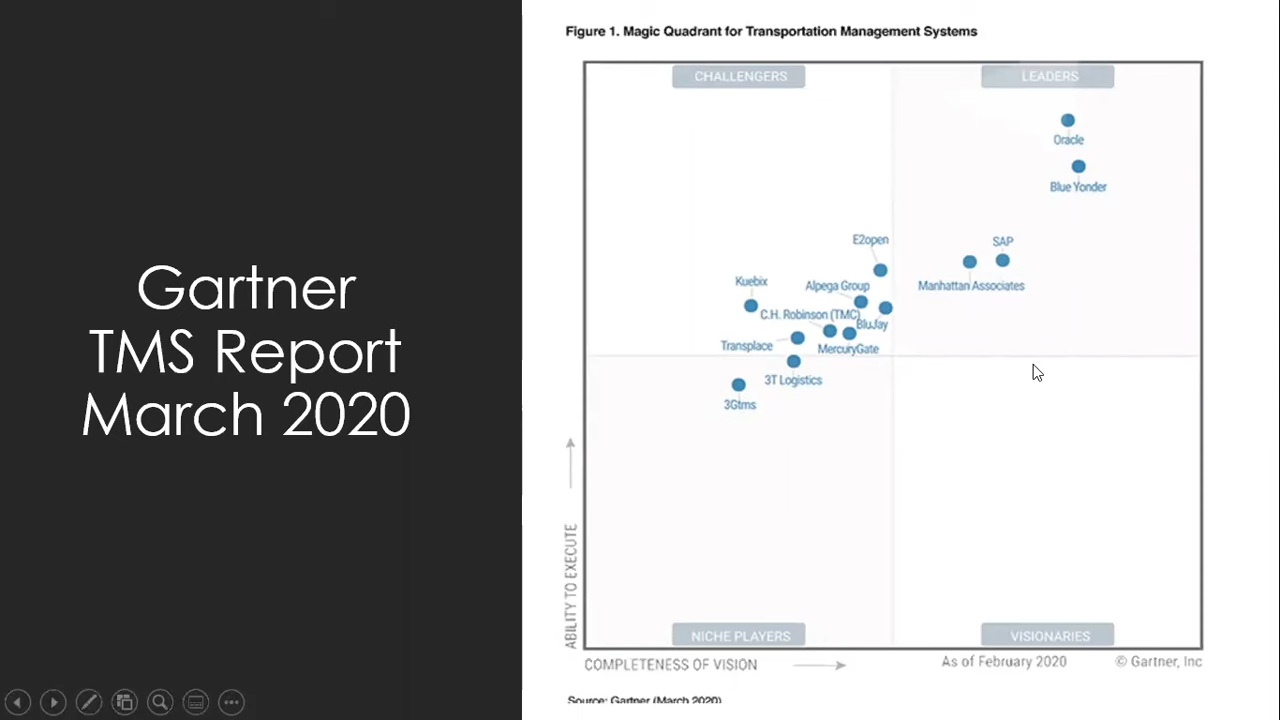 Gartner
TMS Report
March 2020
Figure 1. Magic Quadrant for Transportation Management Systems
CHALLENGERS
LEADERS
Oracle
Blue Yonder
E2open
SAP
Kuebix
Alpega Group
Manhattan Associates
C.H. Robinson (TMC)
BluJay
Transplace
MercuryGate
3T Logistics
3Gtms
ABILITY TO EXECUTE
NICHE PLAYERS
VISIONARIES
COMPLETENESS OF VISION
As of February 2020
© Gartner, Inc
Source: Gartner (March 2020)